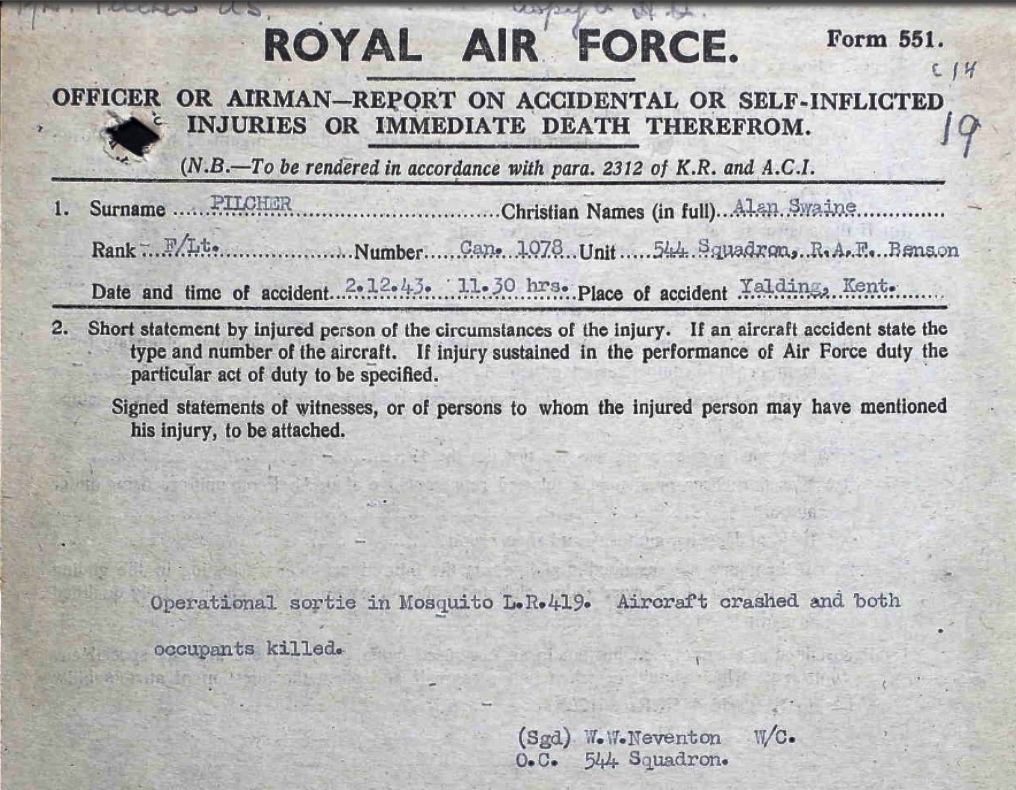 ROYAL AIR FORCE. Form 551.
C 14
OFFICER OR AIRMAN—REPORT ON ACCIDENTAL OR SELF-INFLICTED
INJURIES OR IMMEDIATE DEATH THEREFROM.
19
(N.B.—To be rendered in accordance with para. 2312 of K.R. and A.C.I.
1. Surname PILCHER Christian Names (in full) Alan Swaine
Rank - F/Lt. Number Can. 1078 Unit 544 Squadron, R.A.F. Benson
Date and time of accident 2.12.43. 11.30 hrs. Place of accident Yalding, Kent.
2. Short statement by injured person of the circumstances of the injury. If an aircraft accident state the
type and number of the aircraft. If injury sustained in the performance of Air Force duty the
particular act of duty to be specified.
Signed statements of witnesses, or of persons to whom the injured person may have mentioned
his injury, to be attached.
Operational sortie in Mosquito L.R.419. Aircraft crashed and both
occupants killed.
(Sgd) W.W.Neventon W/C.
O.C. 544 Squadron.